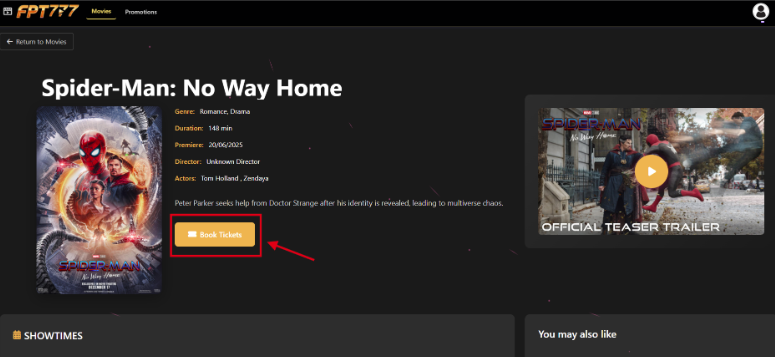 FPT777 Movies Promotions
← Return to Movies
Spider-Man: No Way Home
Genre: Romance, Drama
Duration: 148 min
Premiere: 20/06/2025
Director: Unknown Director
Actors: Tom Holland , Zendaya
Peter Parker seeks help from Doctor Strange after his identity is revealed, leading to multiverse chaos.
Book Tickets
SPIDER-MAN
No Way Home
SPIDER-MAN
No Way Home
OFFICIAL TEASER TRAILER
SHOWTIMES
You may also like